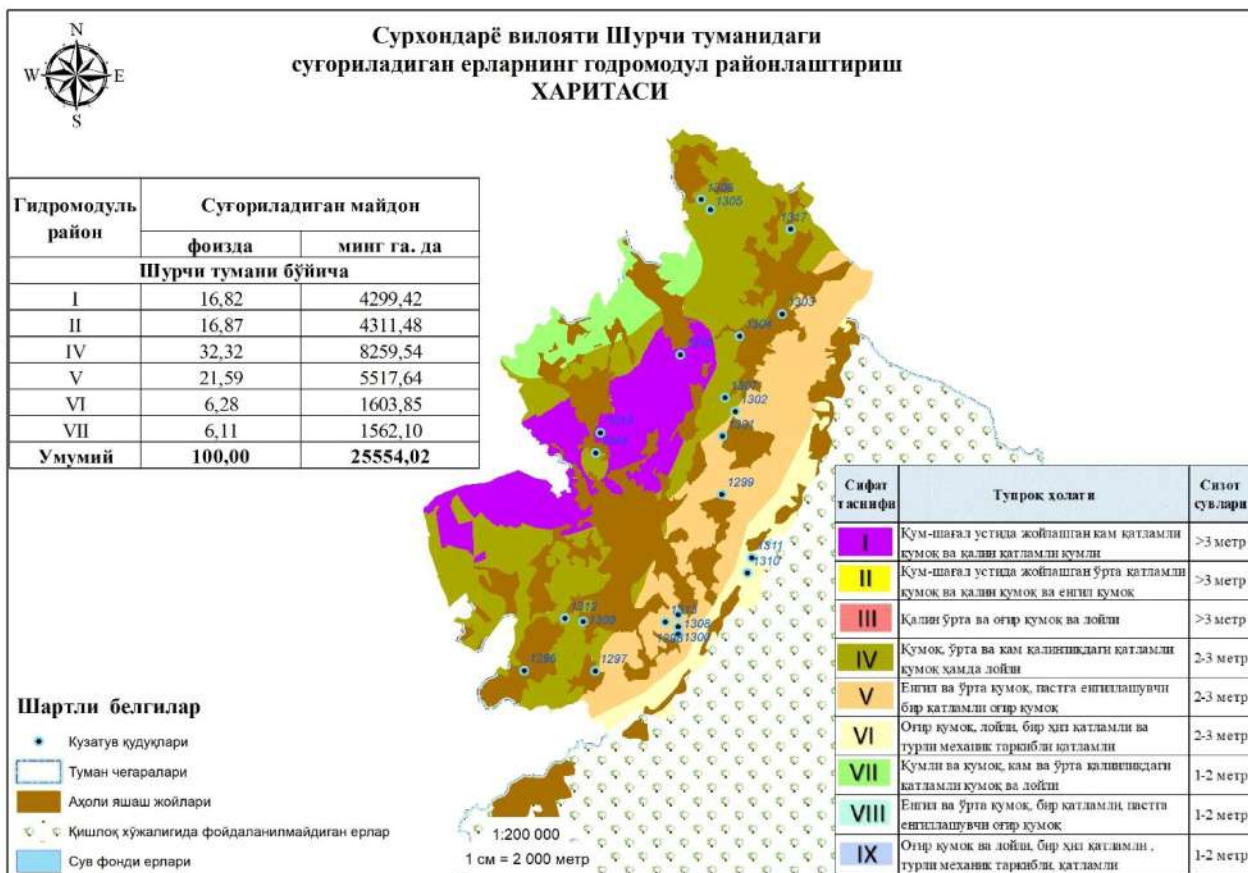 Сурхондарё вилояти Шурчи туманидаги
суғориладиган ерларнинг годромодул районлаштириш
ХАРИТАСИ
N
W
E
S
Гидромодуль район
Суғориладиган майдон
фоизда
минг га. да
Шурчи тумани бўйича
I 16,82 4299,42
II 16,87 4311,48
IV 32,32 8259,54
V 21,59 5517,64
VI 6,28 1603,85
VII 6,11 1562,10
Умумий 100,00 25554,02
1305
1347
1303
1304
1302
1299
1311
1310
1312
1308
1300
1297
Сифат таснифи
Тупроқ ҳолати
Сизот сувлари
I
Қум-шағал устида жойлашган кам қатламли
қумоқ ва қалин қатламли қумли
>3 метр
II
Қум-шағал устида жойлашган ўрта қатламли
қумоқ ва қалин қумоқ ва енгил қумоқ
>3 метр
III
Қалин ўрта ва оғир қумоқ ва лойли
>3 метр
IV
Қумоқ, ўрта ва кам қалинликдаги қатламли
қумоқ ҳамда лойли
2-3 метр
V
Енгил ва ўрта қумоқ, пастга енгиллашувчи
бир қатламли оғир қумоқ
2-3 метр
VI
Оғир қумоқ, лойли, бир ҳил қатламли ва
турли механик таркибли қатламли
2-3 метр
VII
Қумли ва қумоқ, кам ва ўрта қалинликдаги
қатламли қумоқ ва лойли
1-2 метр
VIII
Енгил ва ўрта қумоқ, бир қатламли, пастга
енгиллашувчи оғир қумоқ
1-2 метр
IX
Оғир қумоқ ва лойли, бир ҳил қатламли ,
турли механик таркибли, қатламли
1-2 метр
Шартли белгилар
Кузатув қудуқлари
Туман чегаралари
Аҳоли яшаш жойлари
Қишлоқ хўжалигида фойдаланилмайдиган ерлар
Сув фонди ерлари
1:200 000
1 см = 2 000 метр